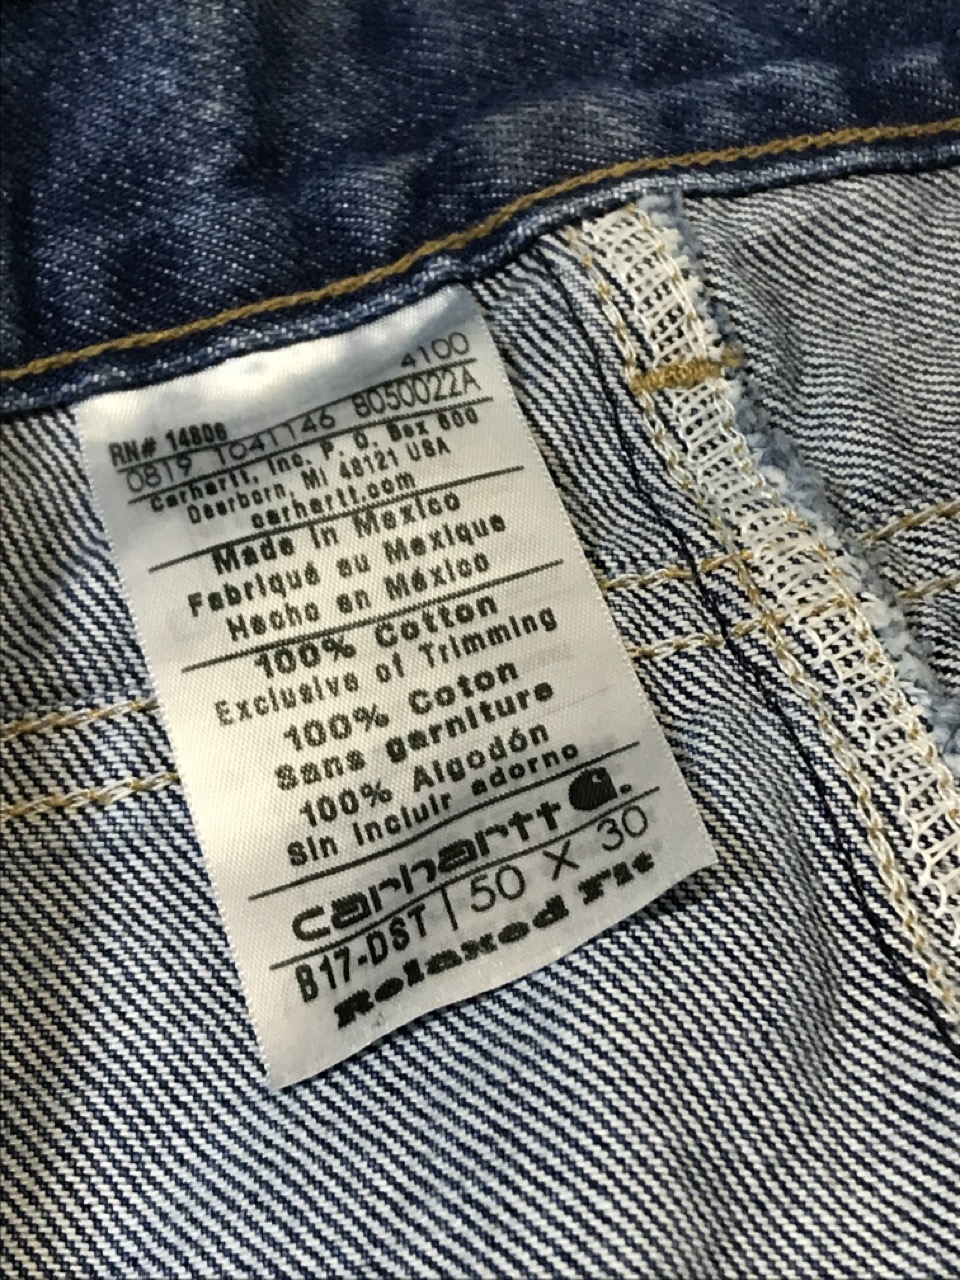 4100
RN# 14806
0819 1041146 8050022A
Carhartt, Inc. P. O. Box 600
Dearborn, MI 48121 USA
carhartt.com
Made in Mexico
Fabriqué au Mexique
Hecho en México
100% Cotton
Exclusive of Trimming
100% Coton
Sans garniture
100% Algodón
Sin incluir adorno
carhartt
B17-DST | 50 X 30
Relaxed Fit